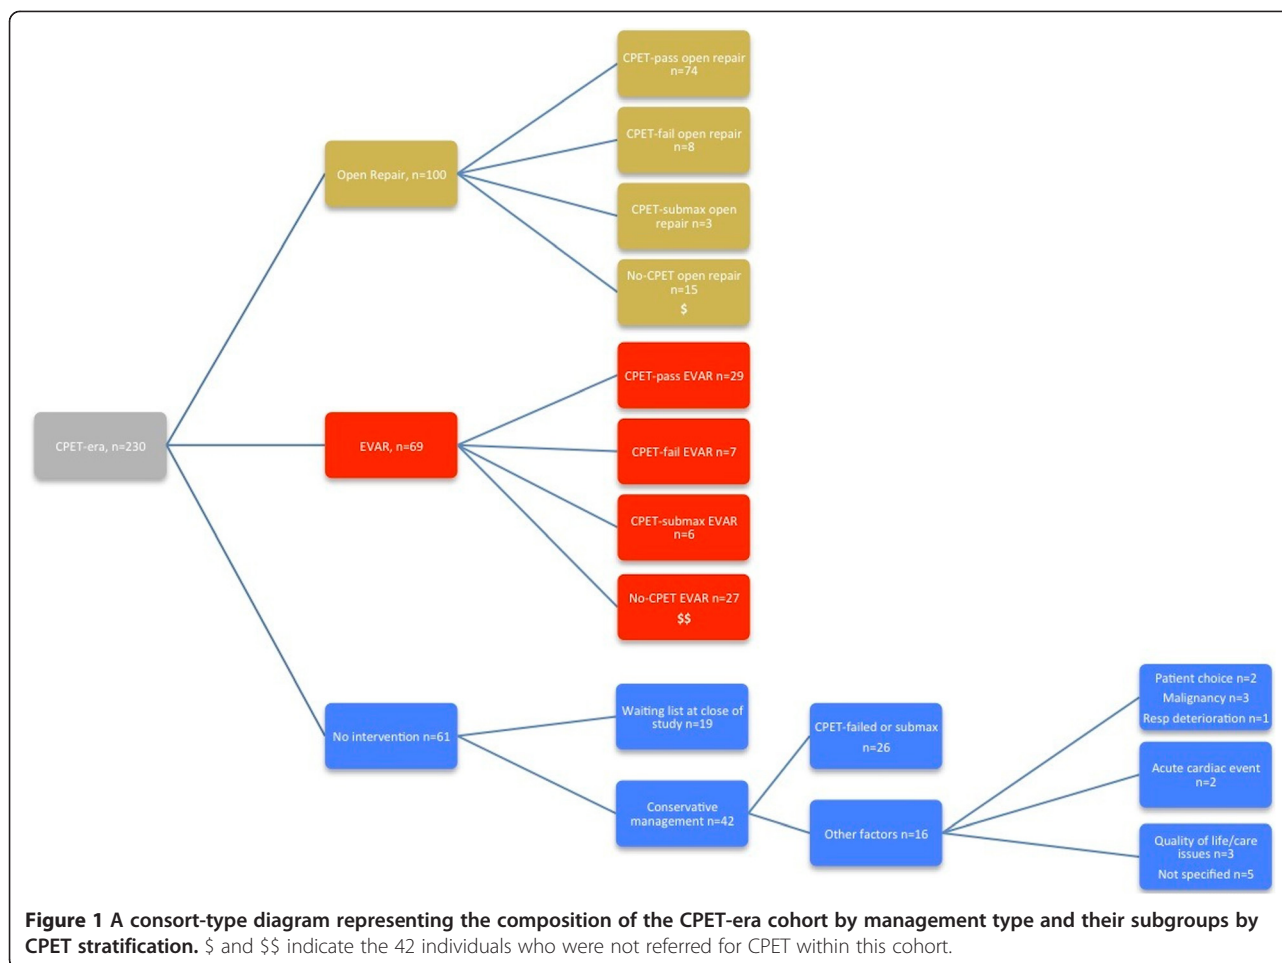 CPET-pass open repair
n=74
CPET-fail open repair
n=8
Open Repair, n=100
CPET-submax open
repair n=3
No-CPET open repair
n=15
$
CPET-pass EVAR n=29
CPET-era, n=230
EVAR, n=69
CPET-fail EVAR n=7
CPET-submax EVAR
n=6
No-CPET EVAR n=27
$$
Patient choice n=2
Malignancy n=3
Resp deterioration n=1
Waiting list at close of
study n=19
CPET-failed or submax
n=26
No intervention n=61
Acute cardiac event
n=2
Conservative
management n=42
Other factors n=16
Quality of life/care
issues n=3
Not specified n=5
Figure 1 A consort-type diagram representing the composition of the CPET-era cohort by management type and their subgroups by
CPET stratification. $ and $$ indicate the 42 individuals who were not referred for CPET within this cohort.